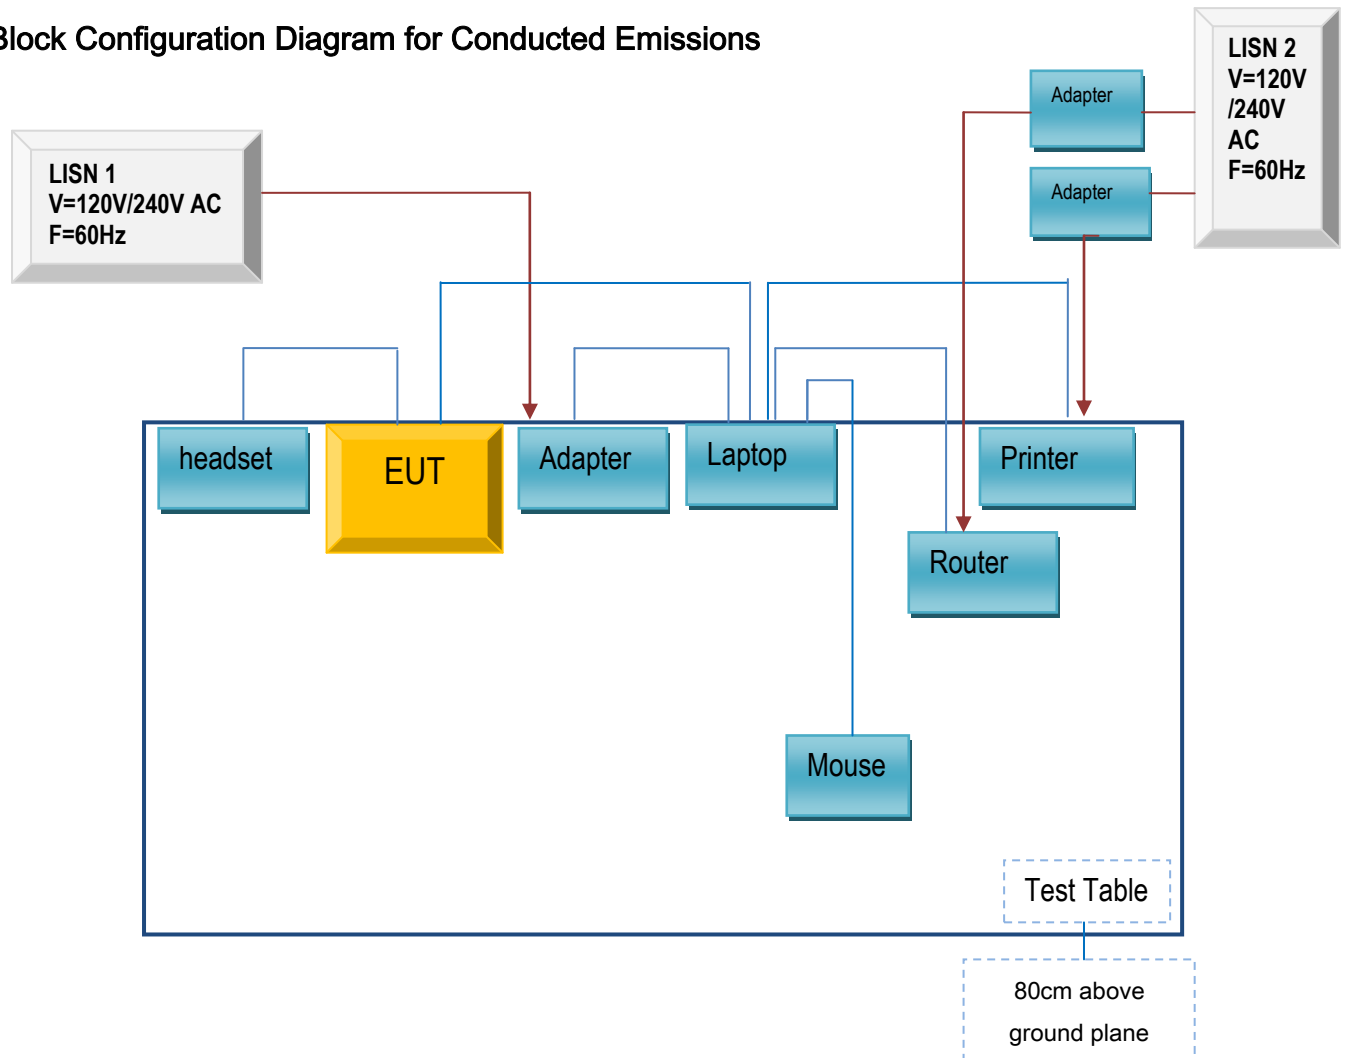 Block Configuration Diagram for Conducted Emissions
LISN 1
V=120V/240V AC
F=60Hz
Adapter
Adapter
LISN 2
V=120V
/240V
AC
F=60Hz
headset
EUT
Adapter
Laptop
Printer
Router
Mouse
Test Table
80cm above
ground plane